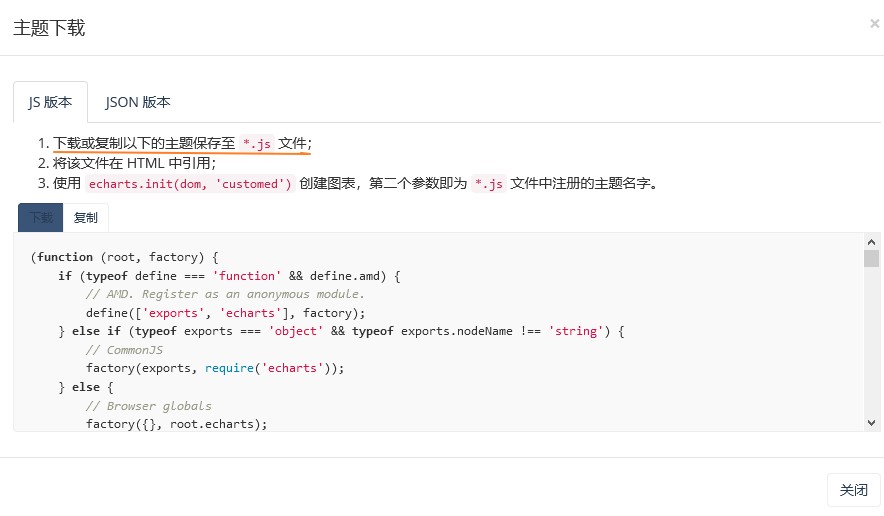 主题下载
×
JS 版本 JSON 版本
1. 下载或复制以下的主题保存至 *.js 文件；
2. 将该文件在 HTML 中引用；
3. 使用 echarts.init(dom, 'customed') 创建图表，第二个参数即为 *.js 文件中注册的主题名字。
下载 复制
(function (root, factory) {
    if (typeof define === 'function' && define.amd) {
        // AMD. Register as an anonymous module.
        define(['exports', 'echarts'], factory);
    } else if (typeof exports === 'object' && typeof exports.nodeName !== 'string') {
        // CommonJS
        factory(exports, require('echarts'));
    } else {
        // Browser globals
        factory({}, root.echarts);
关闭